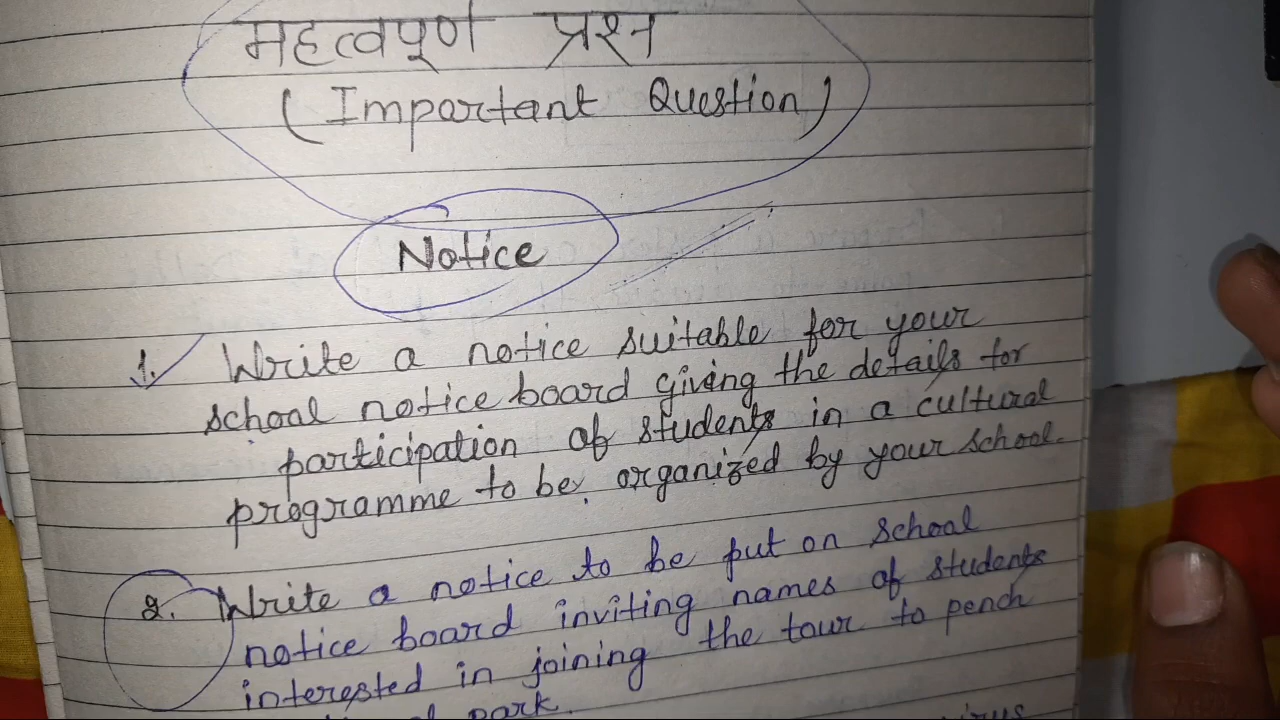 महत्वपूर्ण प्रश्न
(Important Question)
Notice
1. Write a notice suitable for your
school notice board giving the details for
participation of students in a cultural
programme to be organized by your school.
2. Write a notice to be put on school
notice board inviting names of students
interested in joining the tour to pench
park.